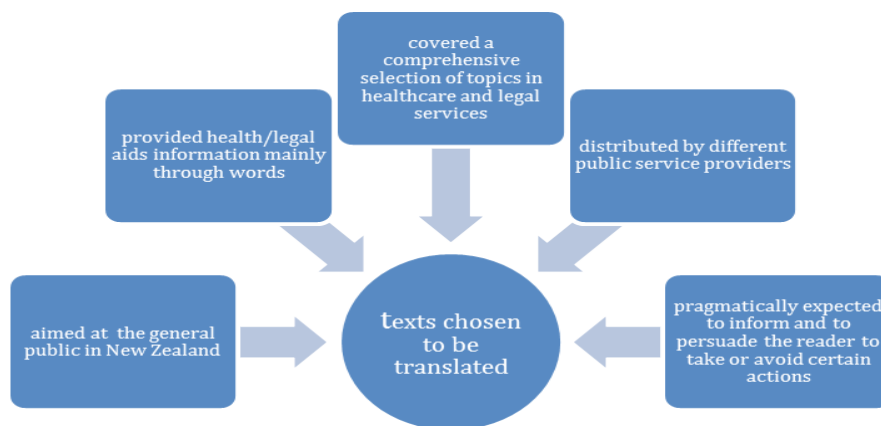 covered a
comprehensive
selection of topics in
healthcare and legal
services
provided health/legal
aids information mainly
through words
distributed by different
public service providers
aimed at the general
public in New Zealand
texts chosen
to be
translated
pragmatically expected
to inform and to
persuade the reader to
take or avoid certain
actions